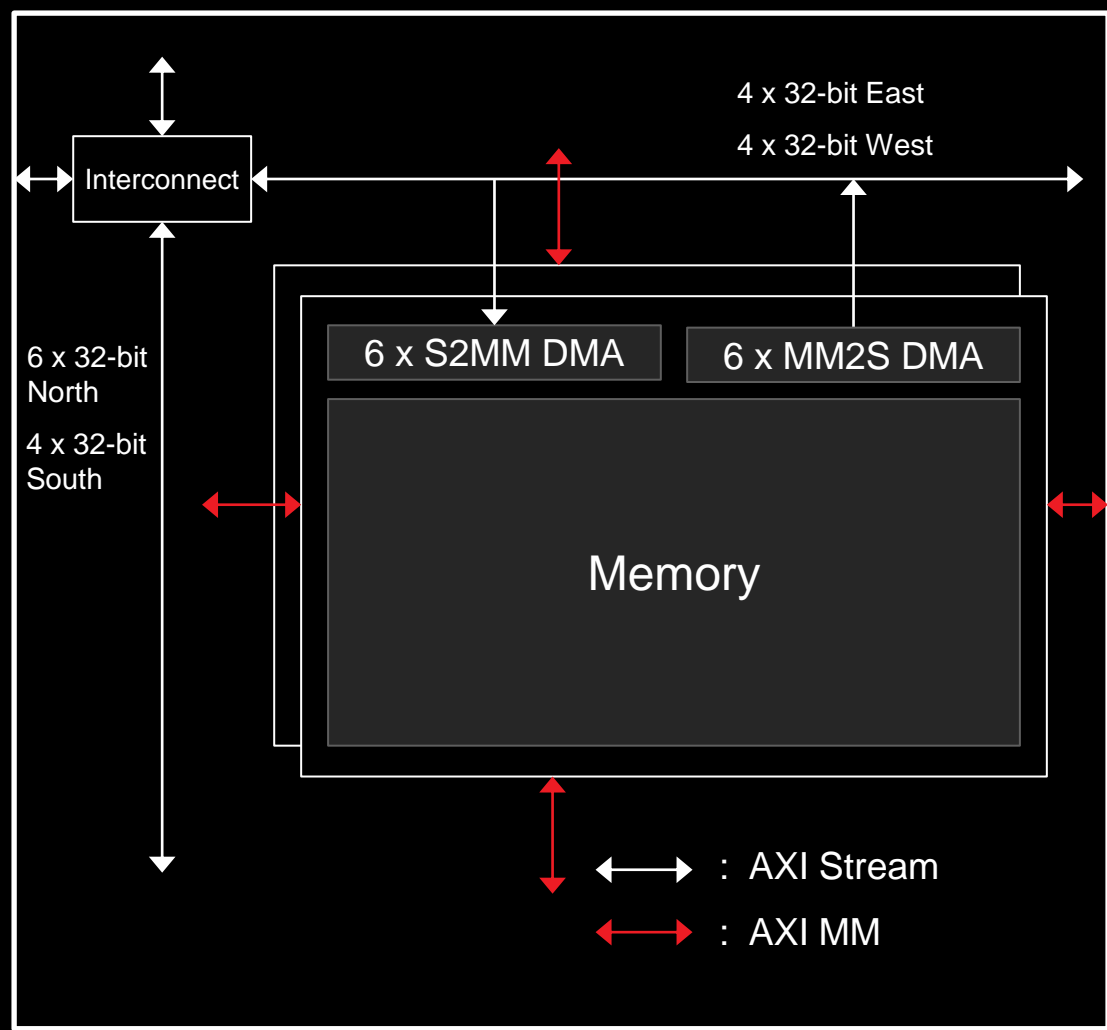 4 x 32-bit East
4 x 32-bit West
Interconnect
6 x 32-bit
North
4 x 32-bit
South
6 x S2MM DMA
6 x MM2S DMA
Memory
: AXI Stream
: AXI MM